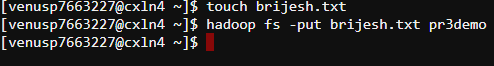 [venusp7663227@cxln4 ~]$ touch brijesh.txt
[venusp7663227@cxln4 ~]$ hadoop fs -put brijesh.txt pr3demo
[venusp7663227@cxln4 ~]$